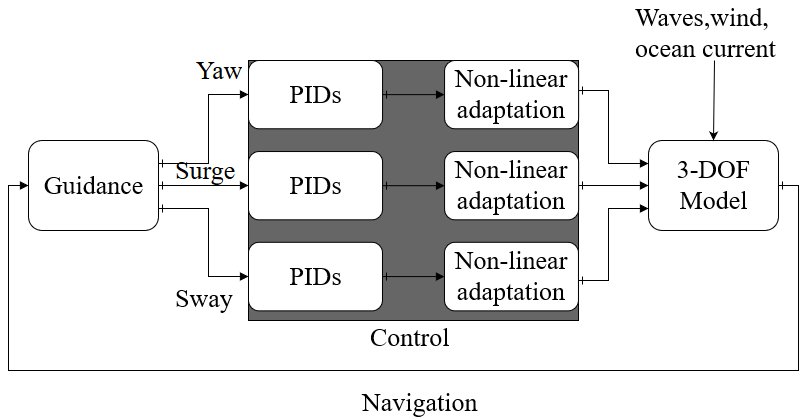 Waves,wind,
ocean current
Yaw
PIDs
Non-linear
adaptation
Guidance
Surge
PIDs
Non-linear
adaptation
3-DOF
Model
Sway
PIDs
Non-linear
adaptation
Control
Navigation